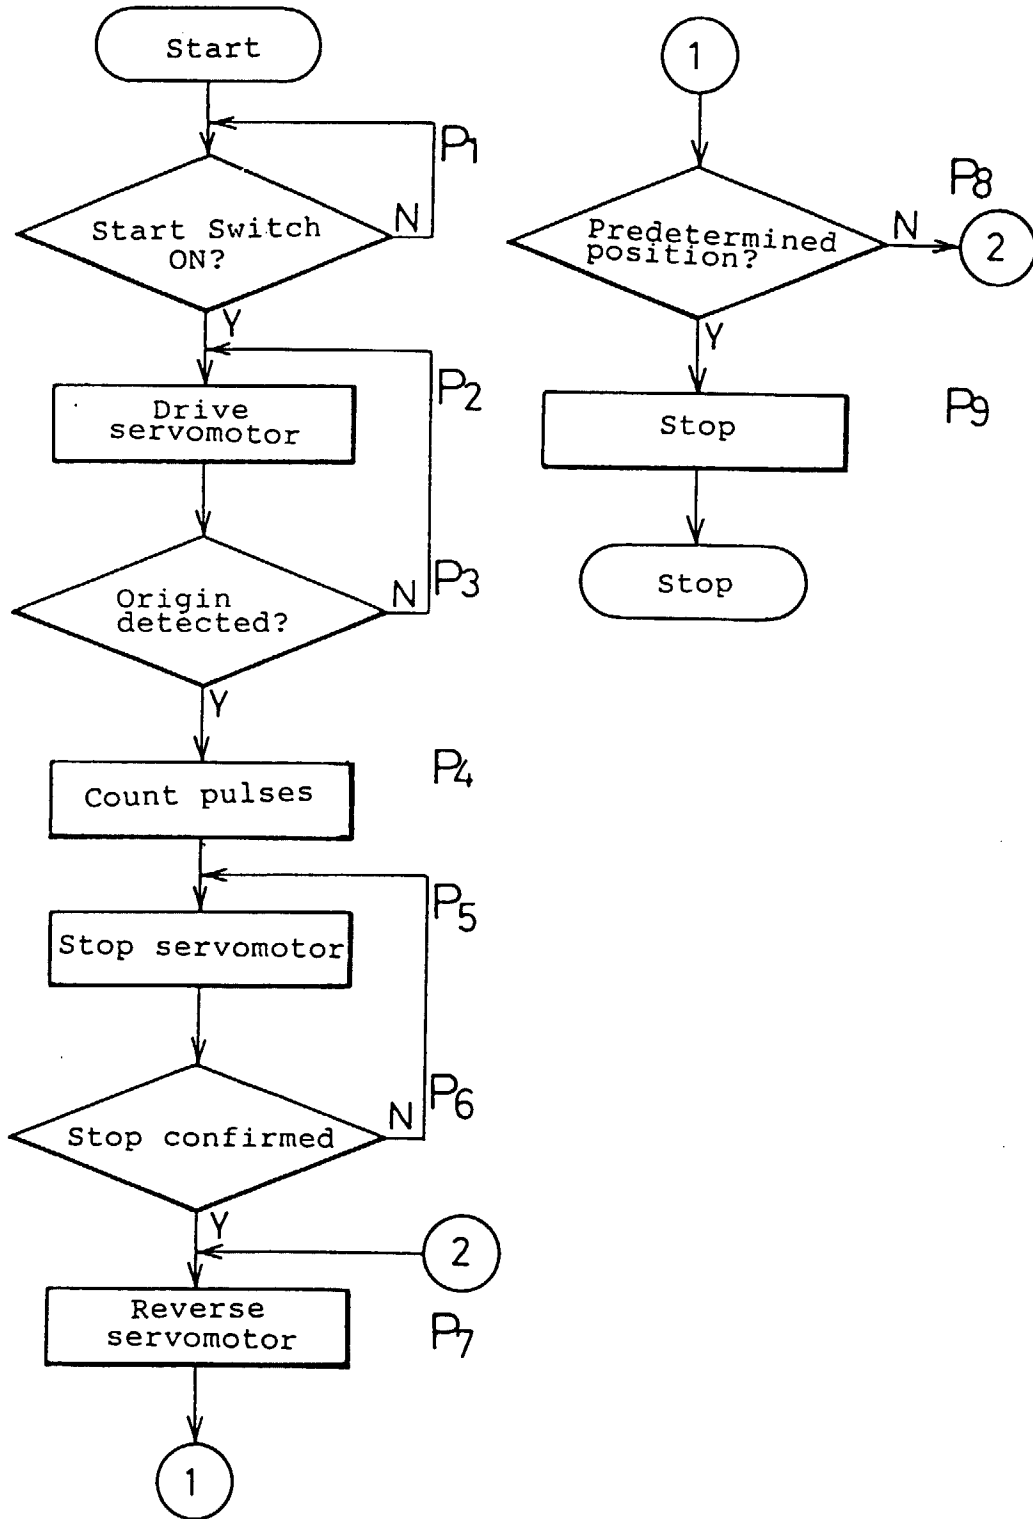 Start
P1
Start Switch
ON?
N
Y
P2
Drive
servomotor
P3
Origin
detected?
N
Y
P4
Count pulses
P5
Stop servomotor
P6
Stop confirmed
N
Y
2
Reverse
servomotor
P7
1
1
P8
Predetermined
position?
N
2
Y
P9
Stop
Stop